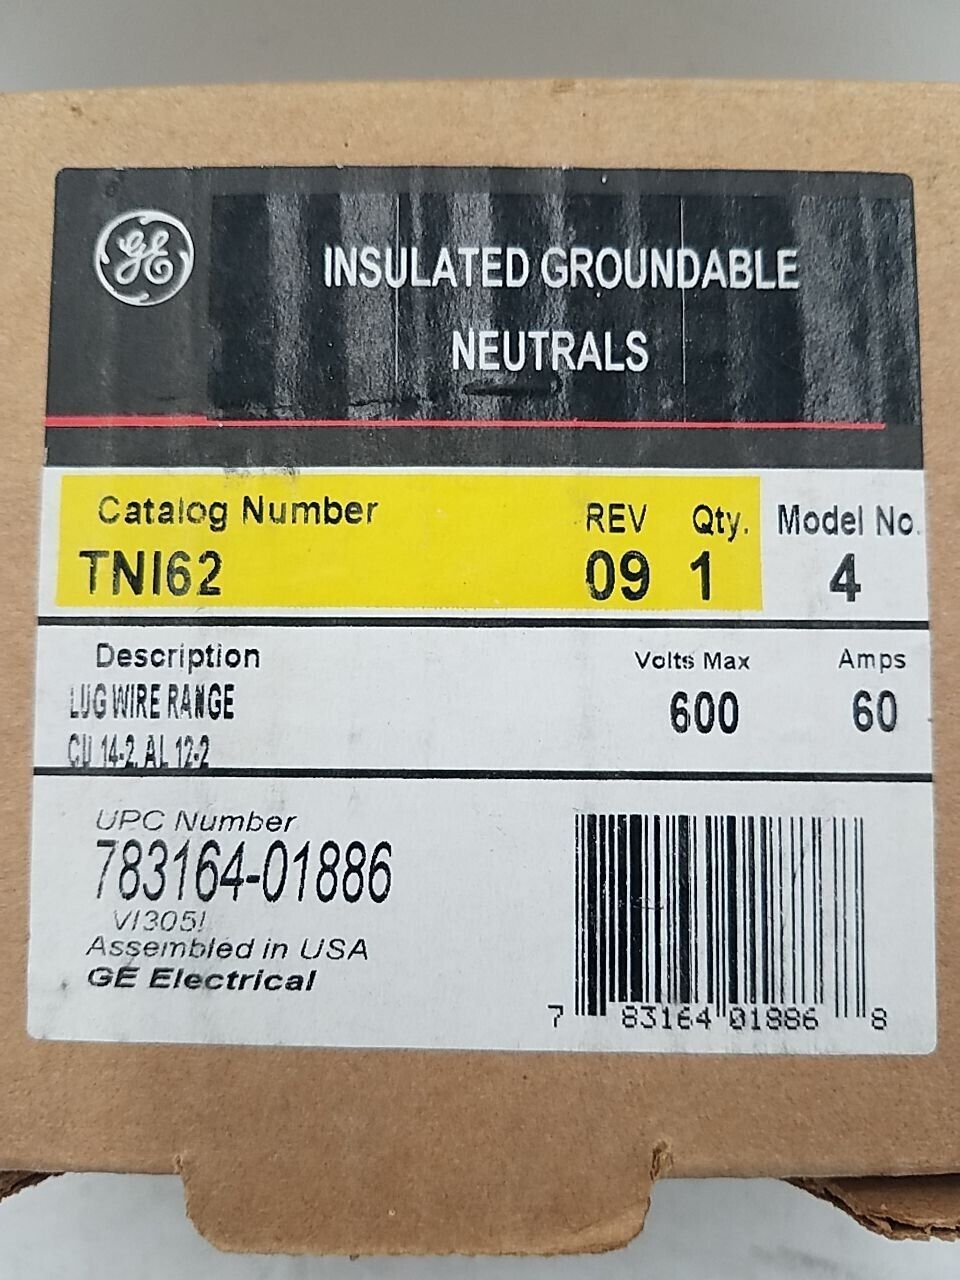 GE
INSULATED GROUNDABLE
NEUTRALS
Catalog Number REV Qty. Model No.
TNI62 09 1 4
Description Volts Max Amps
LUG WIRE RANGE 600 60
CU 14-2, AL 12-2
UPC Number
783164-01886
VI305I
Assembled in USA
GE Electrical
7 83164 01886 8